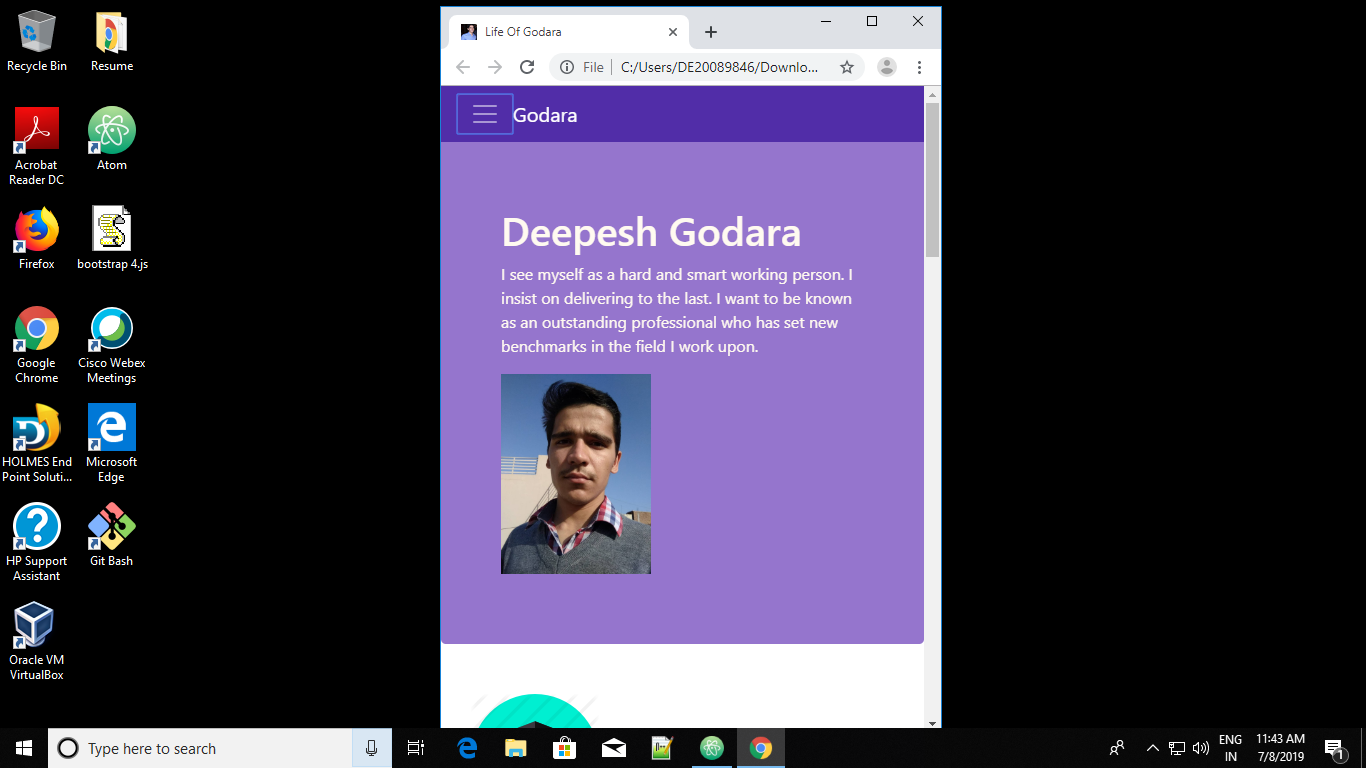 Recycle Bin
Resume
Acrobat
Reader DC
Atom
Firefox
bootstrap 4.js
Google
Chrome
Cisco Webex
Meetings
HOLMES End
Point Soluti...
Microsoft
Edge
HP Support
Assistant
Git Bash
Oracle VM
VirtualBox
Life Of Godara
File
C:/Users/DE20089846/Downlo...
Godara
Deepesh Godara
I see myself as a hard and smart working person. I
insist on delivering to the last. I want to be known
as an outstanding professional who has set new
benchmarks in the field I work upon.
Type here to search
ENG
IN
11:43 AM
7/8/2019
1